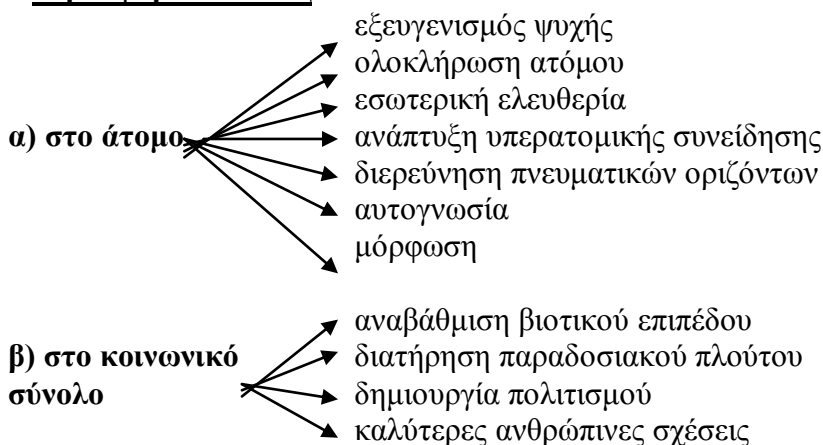 εξευγενισμός ψυχής
ολοκλήρωση ατόμου
εσωτερική ελευθερία
α) στο άτομο
ανάπτυξη υπερατομικής συνείδησης
διερεύνηση πνευματικών οριζόντων
αυτογνωσία
μόρφωση
αναβάθμιση βιοτικού επιπέδου
β) στο κοινωνικό
σύνολο
διατήρηση παραδοσιακού πλούτου
δημιουργία πολιτισμού
καλύτερες ανθρώπινες σχέσεις